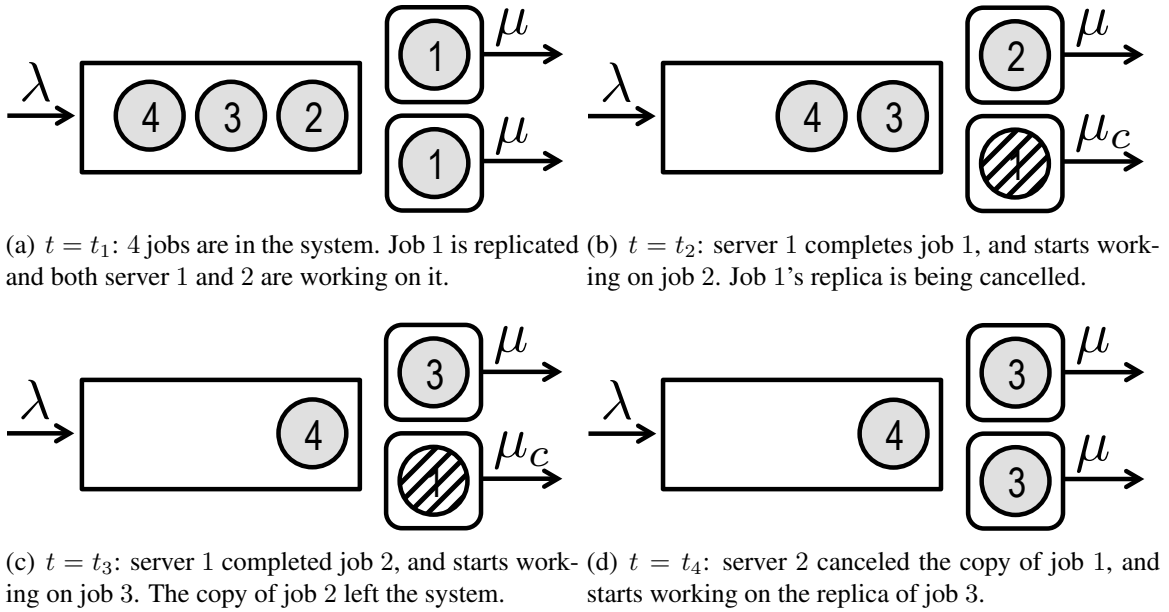 λ 4 3 2 1 μ 1 μ
λ 4 3 2 μ 1 μc
(a) t = t1: 4 jobs are in the system. Job 1 is replicated
and both server 1 and 2 are working on it.
(b) t = t2: server 1 completes job 1, and starts work-
ing on job 2. Job 1's replica is being cancelled.
λ 4 3 μ 1 μc
λ 4 3 μ 3 μ
(c) t = t3: server 1 completed job 2, and starts work-
ing on job 3. The copy of job 2 left the system.
(d) t = t4: server 2 canceled the copy of job 1, and
starts working on the replica of job 3.